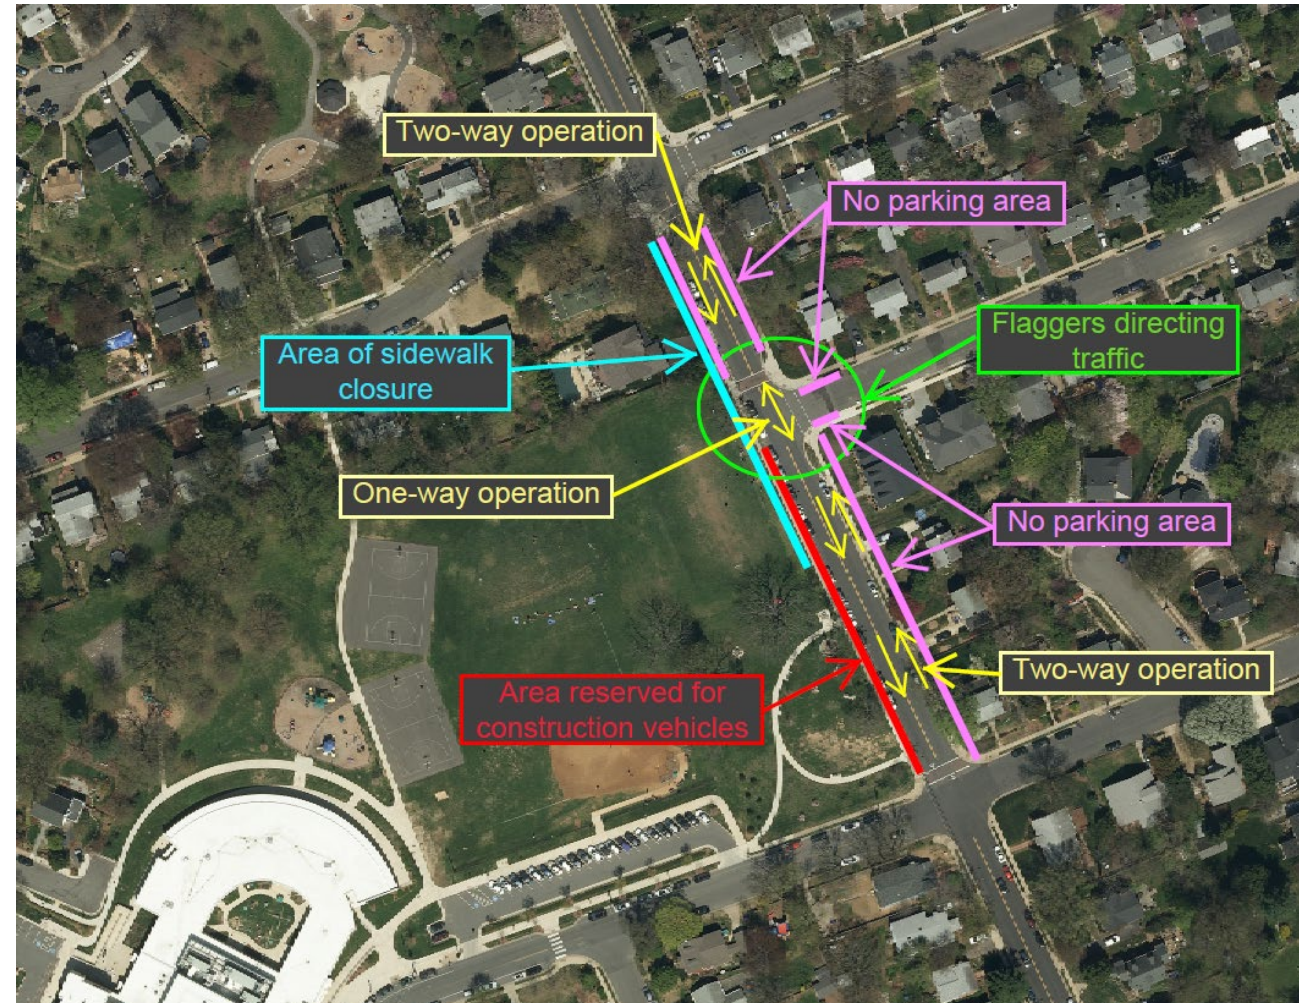 Two-way operation
No parking area
Flaggers directing
traffic
Area of sidewalk
closure
One-way operation
No parking area
Two-way operation
Area reserved for
construction vehicles